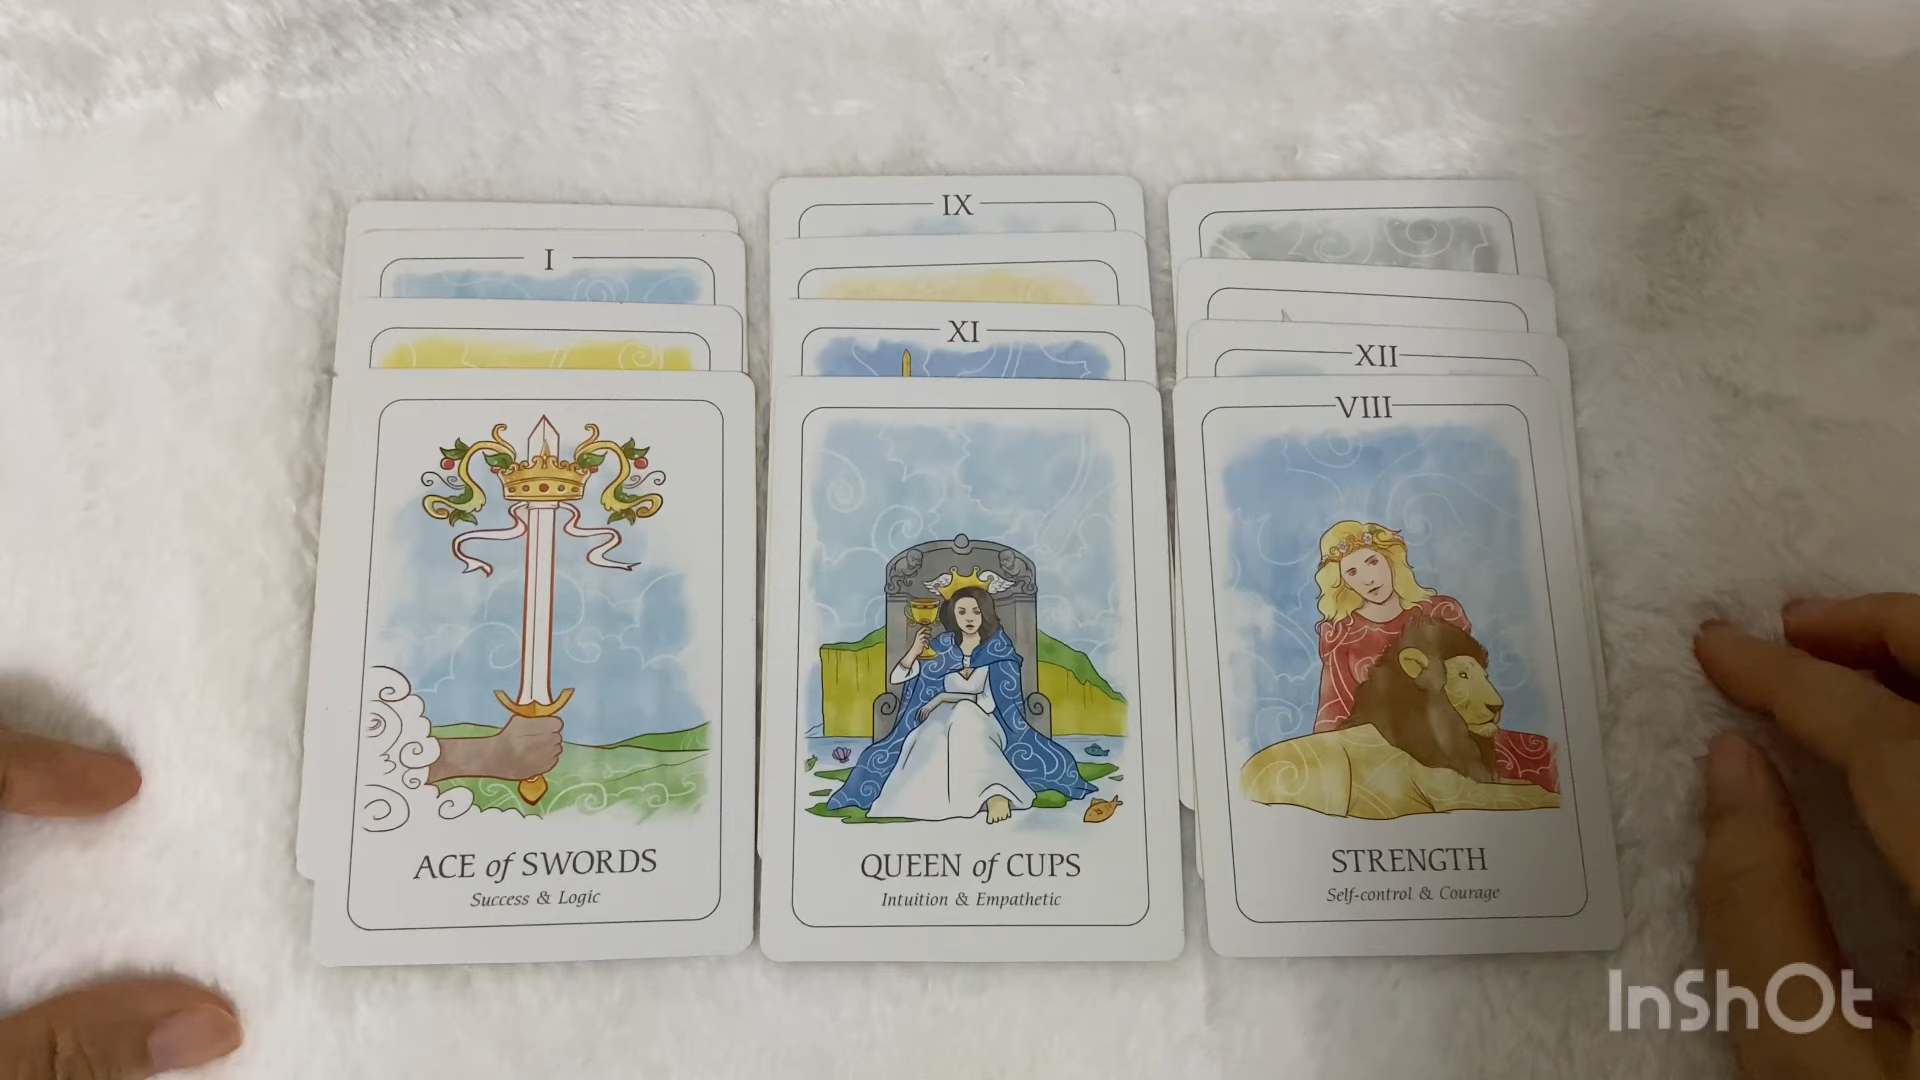 I
IX
XI
XII
VIII
ACE of SWORDS
Success & Logic
QUEEN of CUPS
Intuition & Empathetic
STRENGTH
Self-control & Courage
InShOt